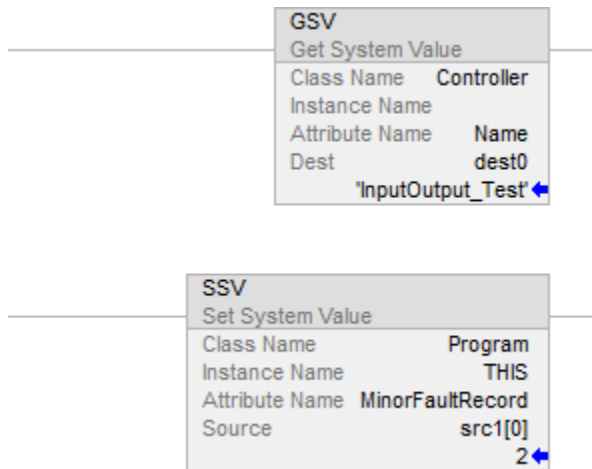 GSV
Get System Value
Class Name Controller
Instance Name
Attribute Name Name
Dest dest0
'InputOutput_Test'
SSV
Set System Value
Class Name Program
Instance Name THIS
Attribute Name MinorFaultRecord
Source src1[0]
2